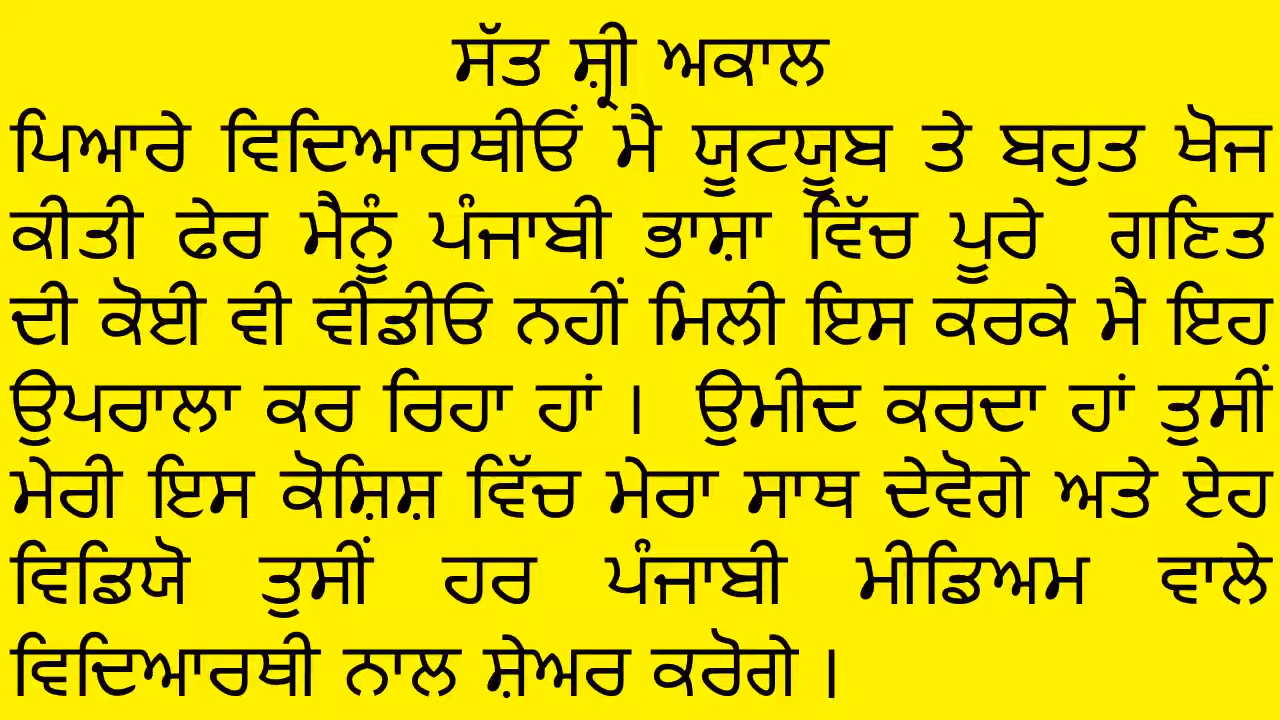 ਸੱਤ ਸ਼੍ਰੀ ਅਕਾਲ
ਪਿਆਰੇ ਵਿਦਿਆਰਥੀਓਂ ਮੈ ਯੂਟਯੂਬ ਤੇ ਬਹੁਤ ਖੋਜ
ਕੀਤੀ ਫੇਰ ਮੈਨੂੰ ਪੰਜਾਬੀ ਭਾਸ਼ਾ ਵਿੱਚ ਪੂਰੇ ਗਣਿਤ
ਦੀ ਕੋਈ ਵੀ ਵੀਡੀਓ ਨਹੀਂ ਮਿਲੀ ਇਸ ਕਰਕੇ ਮੈ ਇਹ
ਉਪਰਾਲਾ ਕਰ ਰਿਹਾ ਹਾਂ । ਉਮੀਦ ਕਰਦਾ ਹਾਂ ਤੁਸੀਂ
ਮੇਰੀ ਇਸ ਕੋਸ਼ਿਸ਼ ਵਿੱਚ ਮੇਰਾ ਸਾਥ ਦੇਵੋਗੇ ਅਤੇ ਏਹ
ਵਿਡਿਯੋ ਤੁਸੀਂ ਹਰ ਪੰਜਾਬੀ ਮੀਡਿਅਮ ਵਾਲੇ
ਵਿਦਿਆਰਥੀ ਨਾਲ ਸ਼ੇਅਰ ਕਰੋਗੇ ।